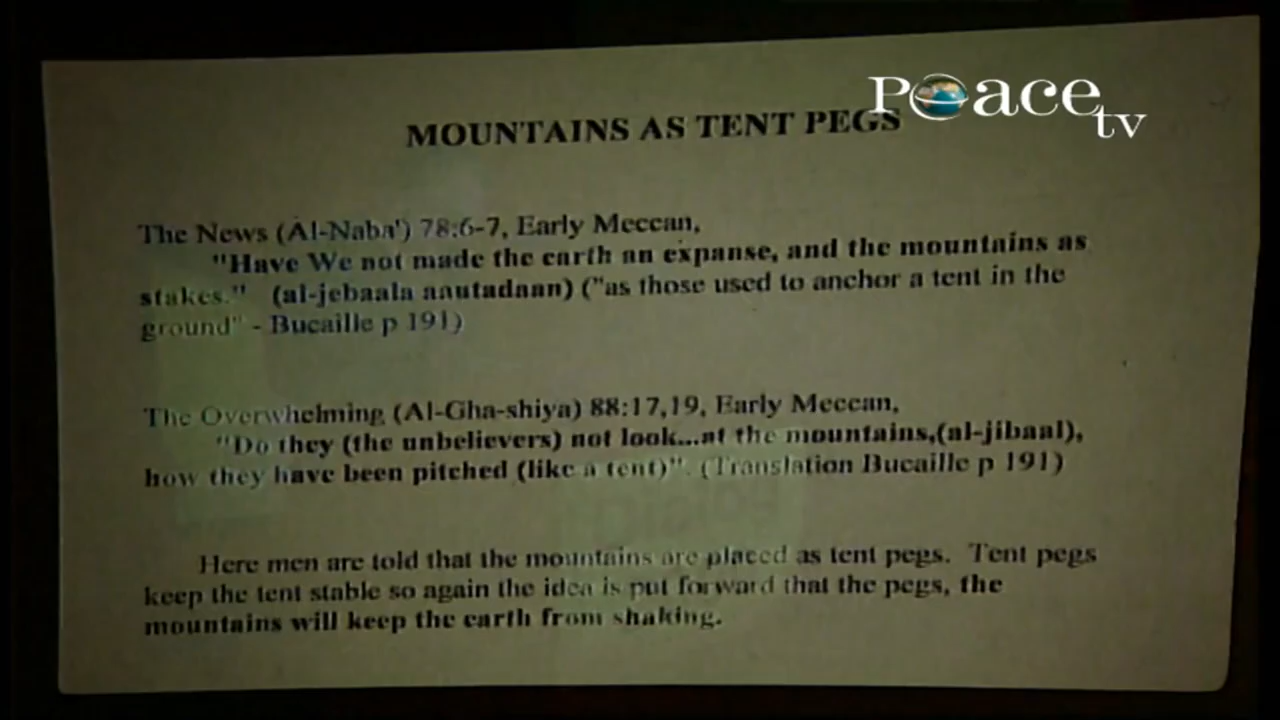 Peace tv
MOUNTAINS AS TENT PEGS
The News (Al-Naba') 78:6-7, Early Meccan,
"Have We not made the earth an expanse, and the mountains as
stakes." (al-jebaala aautadaan) ("as those used to anchor a tent in the
ground" - Bucaille p 191)
The Overwhelming (Al-Gha-shiya) 88:17,19, Early Meccan,
"Do they (the unbelievers) not look...at the mountains,(al-jibaal),
how they have been pitched (like a tent)". (Translation Bucaille p 191)
Here men are told that the mountains are placed as tent pegs. Tent pegs
keep the tent stable so again the idea is put forward that the pegs, the
mountains will keep the earth from shaking.